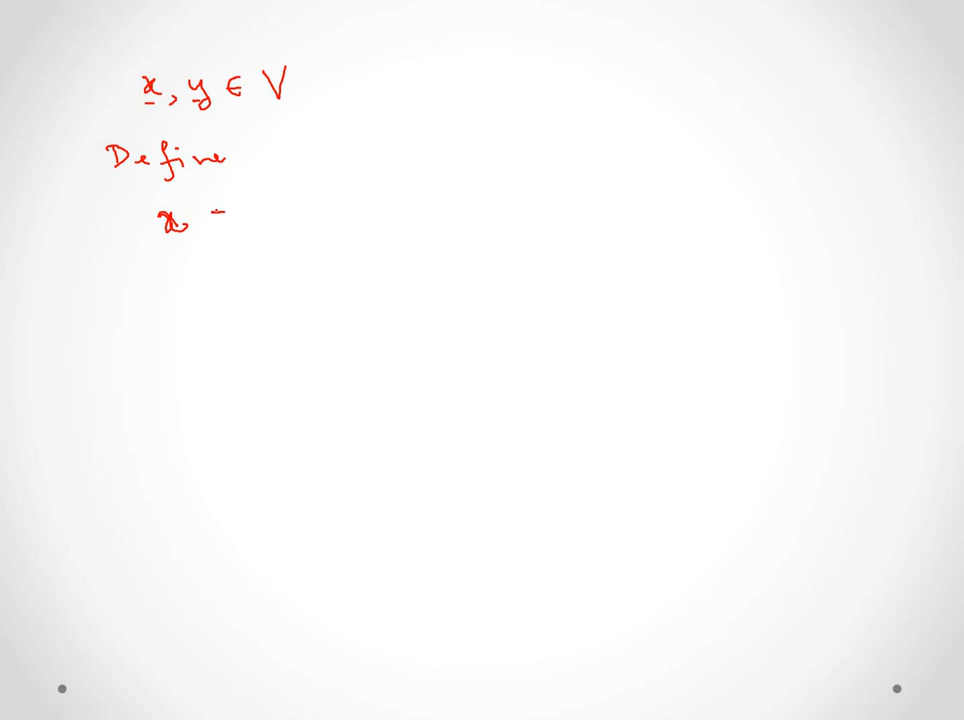 x, y ∈ V
Define
x -